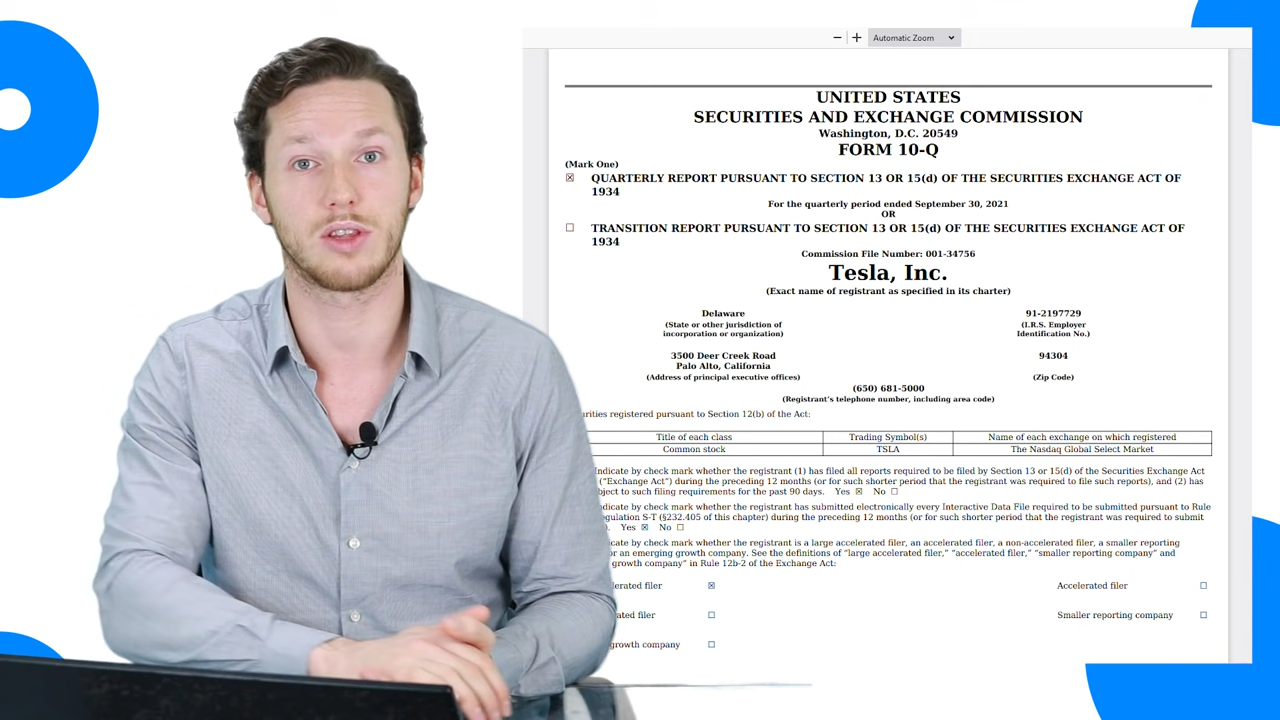 Automatic Zoom
UNITED STATES
SECURITIES AND EXCHANGE COMMISSION
Washington, D.C. 20549
FORM 10-Q
(Mark One)
☒ QUARTERLY REPORT PURSUANT TO SECTION 13 OR 15(d) OF THE SECURITIES EXCHANGE ACT OF
1934
For the quarterly period ended September 30, 2021
OR
☐ TRANSITION REPORT PURSUANT TO SECTION 13 OR 15(d) OF THE SECURITIES EXCHANGE ACT OF
1934
Commission File Number: 001-34756
Tesla, Inc.
(Exact name of registrant as specified in its charter)
Delaware 91-2197729
(State or other jurisdiction of (I.R.S. Employer
incorporation or organization) Identification No.)
3500 Deer Creek Road 94304
Palo Alto, California
(Address of principal executive offices) (Zip Code)
(650) 681-5000
(Registrant's telephone number, including area code)
registered pursuant to Section 12(b) of the Act:
Title of each class Trading Symbol(s) Name of each exchange on which registered
Common stock TSLA The Nasdaq Global Select Market
Indicate by check mark whether the registrant (1) has filed all reports required to be filed by Section 13 or 15(d) of the Securities Exchange Act
(“Exchange Act”) during the preceding 12 months (or for such shorter period that the registrant was required to file such reports), and (2) has
to such filing requirements for the past 90 days. Yes ☒ No ☐
by check mark whether the registrant has submitted electronically every Interactive Data File required to be submitted pursuant to Rule
S-T (§232.405 of this chapter) during the preceding 12 months (or for such shorter period that the registrant was required to submit
). Yes ☒ No ☐
by check mark whether the registrant is a large accelerated filer, an accelerated filer, a non-accelerated filer, a smaller reporting
or an emerging growth company. See the definitions of “large accelerated filer,” “accelerated filer,” “smaller reporting company” and
growth company” in Rule 12b-2 of the Exchange Act:
filer ☒ Accelerated filer ☐
filer ☐ Smaller reporting company ☐
growth company ☐